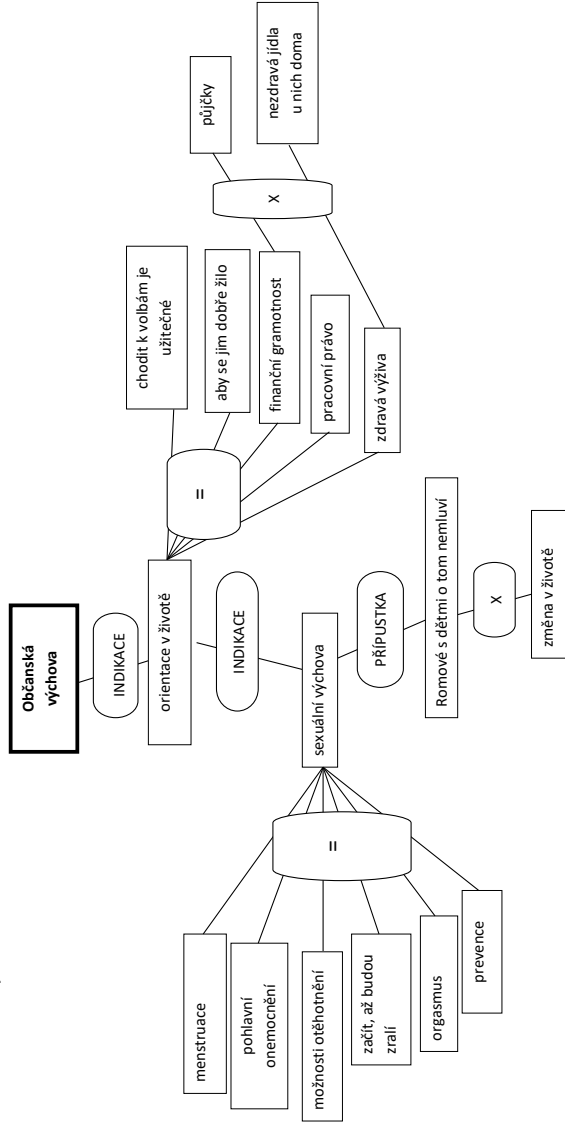 Občanská
výchova
INDIKACE
orientace v životě
=
chodit k volbám je
užitečné
aby se jim dobře žilo
finanční gramotnost
pracovní právo
zdravá výživa
X
půjčky
nezdravá jídla
u nich doma
INDIKACE
sexuální výchova
=
menstruace
pohlavní
onemocnění
možnosti otěhotnění
začít, až budou
zralí
orgasmus
prevence
PŘÍPUSTKA
Romové s dětmi o tom nemluví
X
změna v životě